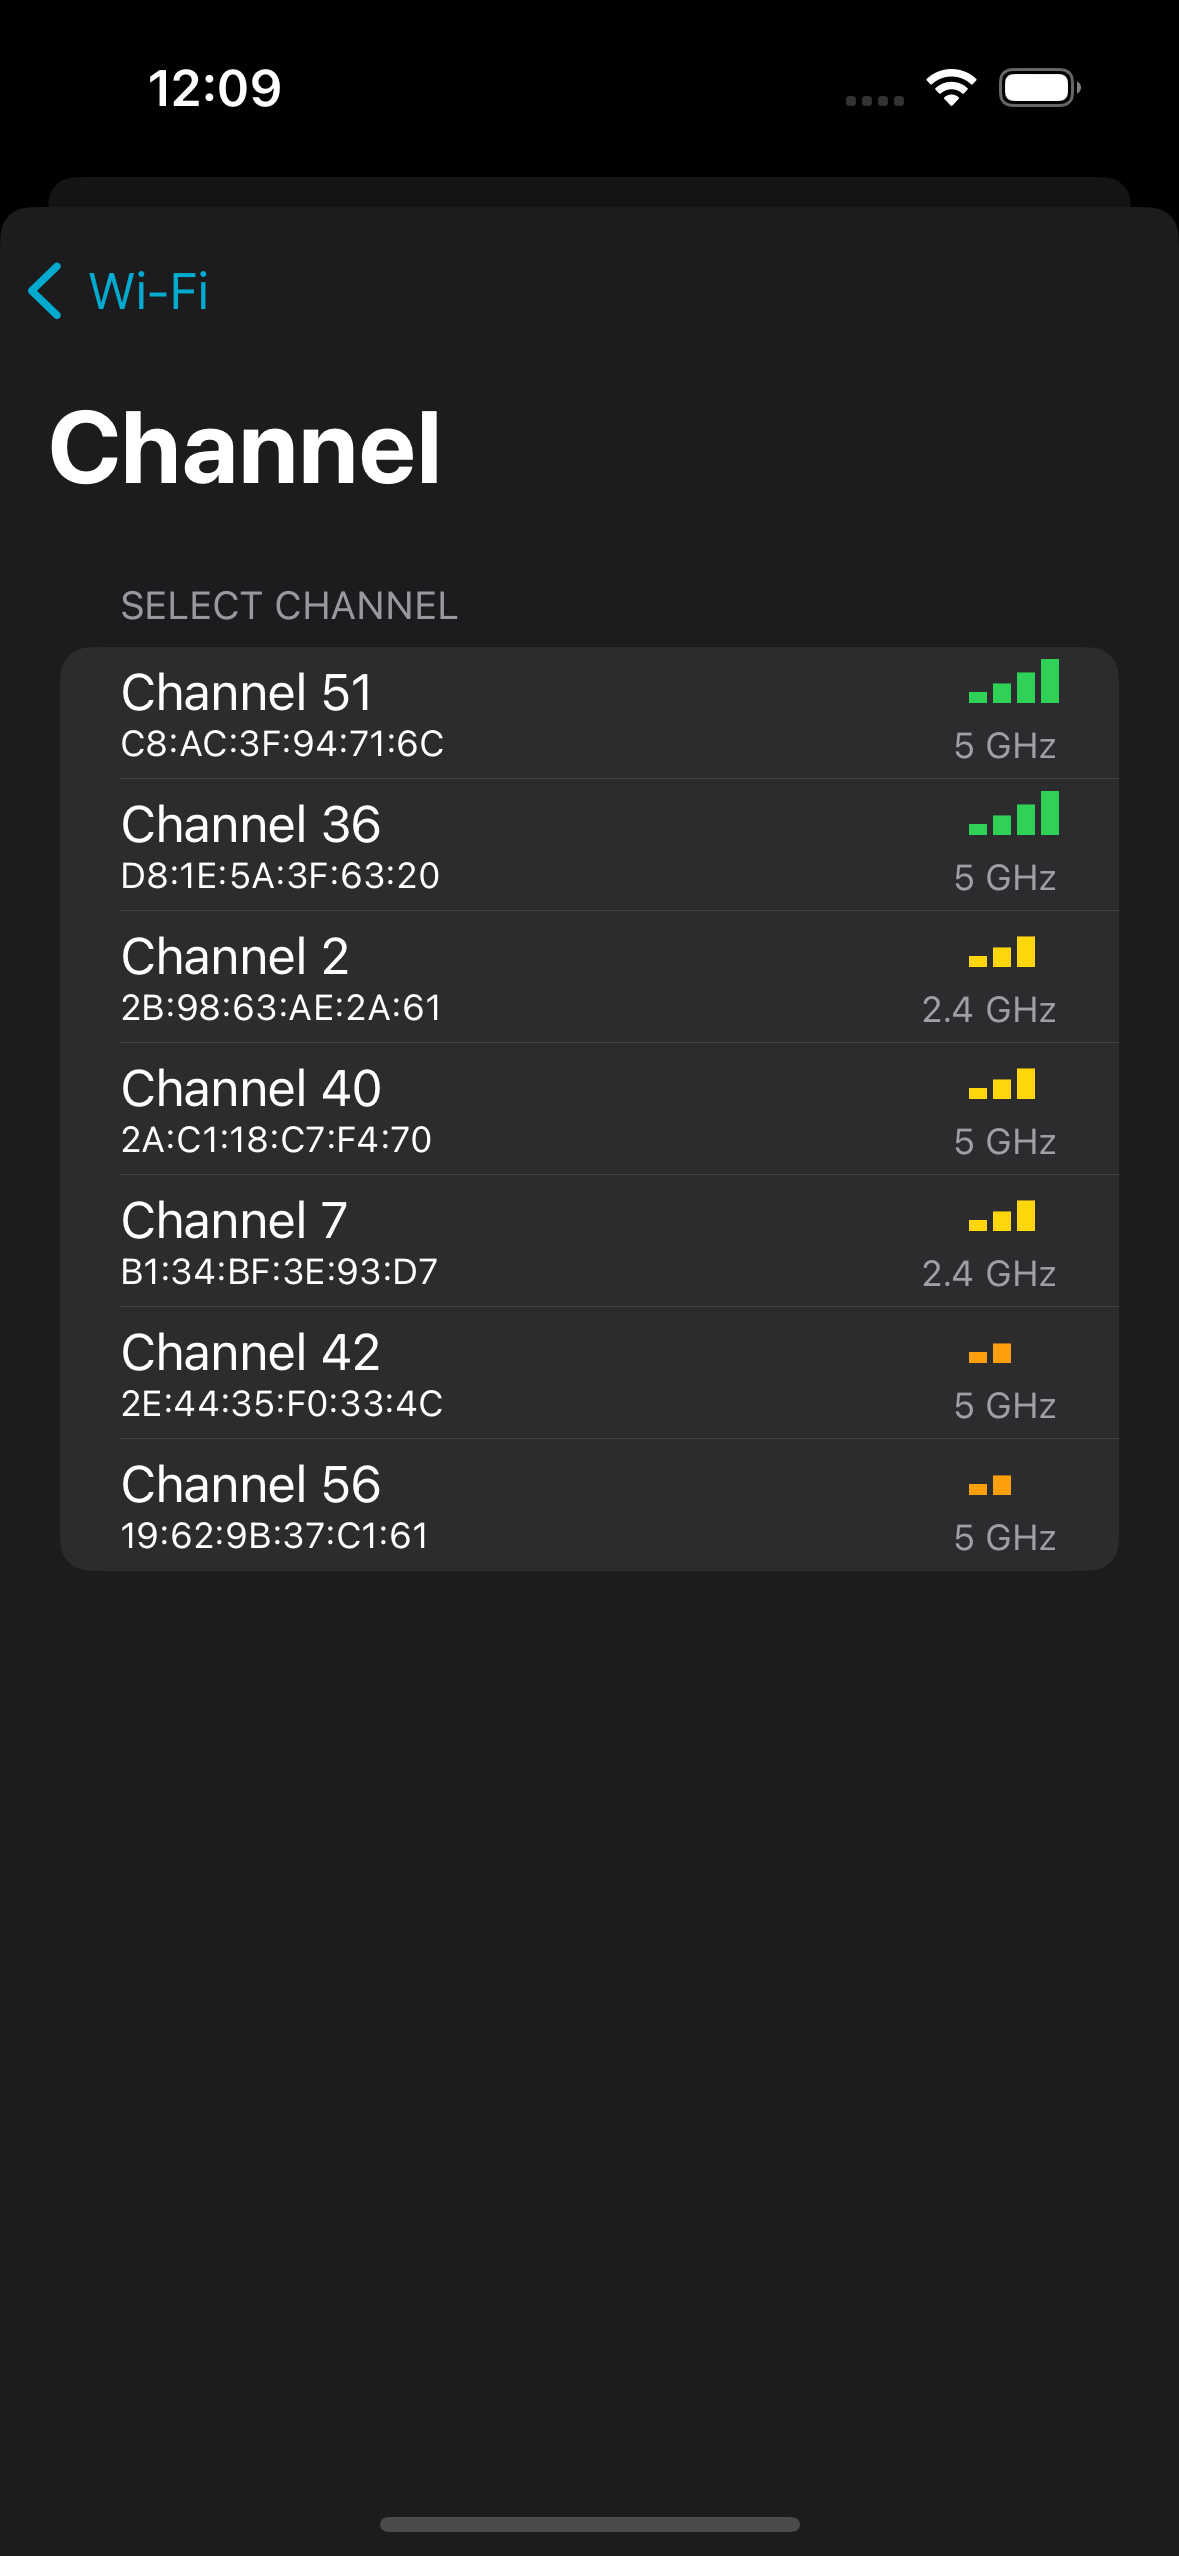 12:09
Wi-Fi
Channel
SELECT CHANNEL
Channel 51
C8:AC:3F:94:71:6C
5 GHz
Channel 36
D8:1E:5A:3F:63:20
5 GHz
Channel 2
2B:98:63:AE:2A:61
2.4 GHz
Channel 40
2A:C1:18:C7:F4:70
5 GHz
Channel 7
B1:34:BF:3E:93:D7
2.4 GHz
Channel 42
2E:44:35:F0:33:4C
5 GHz
Channel 56
19:62:9B:37:C1:61
5 GHz